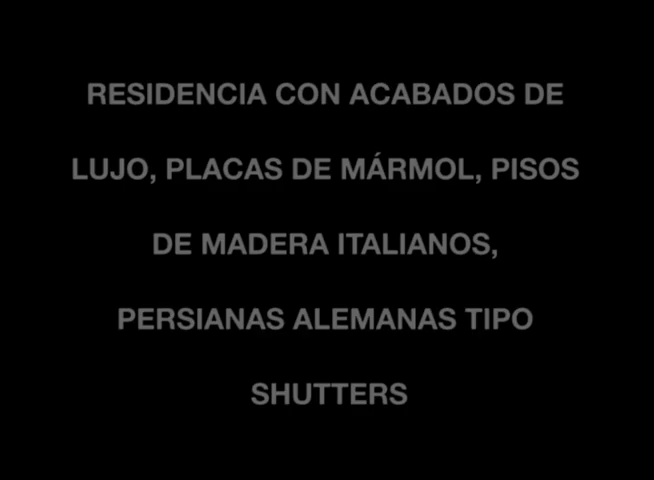 RESIDENCIA CON ACABADOS DE
LUJO, PLACAS DE MÁRMOL, PISOS
DE MADERA ITALIANOS,
PERSIANAS ALEMANAS TIPO
SHUTTERS